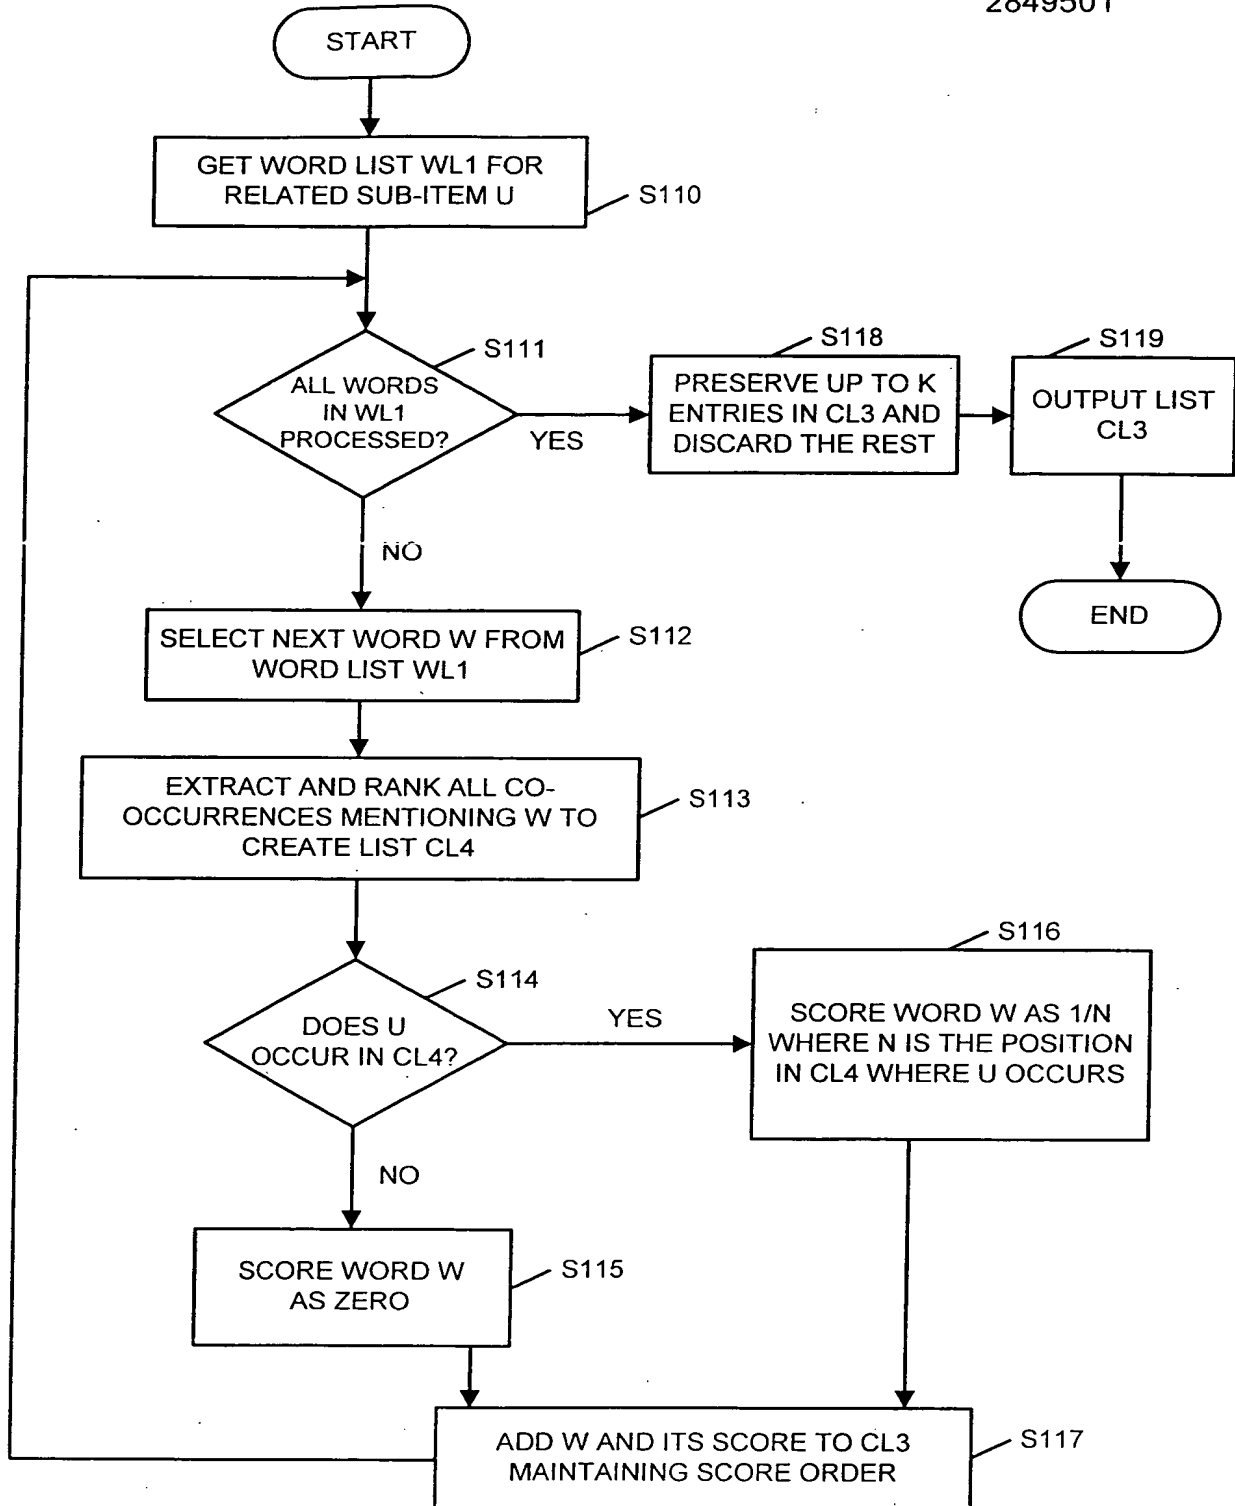 2849501
START
GET WORD LIST WL1 FOR
RELATED SUB-ITEM U
S110
S111
ALL WORDS
IN WL1
PROCESSED?
YES
S118
PRESERVE UP TO K
ENTRIES IN CL3 AND
DISCARD THE REST
S119
OUTPUT LIST
CL3
END
NO
SELECT NEXT WORD W FROM
WORD LIST WL1
S112
EXTRACT AND RANK ALL CO-
OCCURRENCES MENTIONING W TO
CREATE LIST CL4
S113
S114
DOES U
OCCUR IN CL4?
YES
S116
SCORE WORD W AS 1/N
WHERE N IS THE POSITION
IN CL4 WHERE U OCCURS
NO
SCORE WORD W
AS ZERO
S115
ADD W AND ITS SCORE TO CL3
MAINTAINING SCORE ORDER
S117